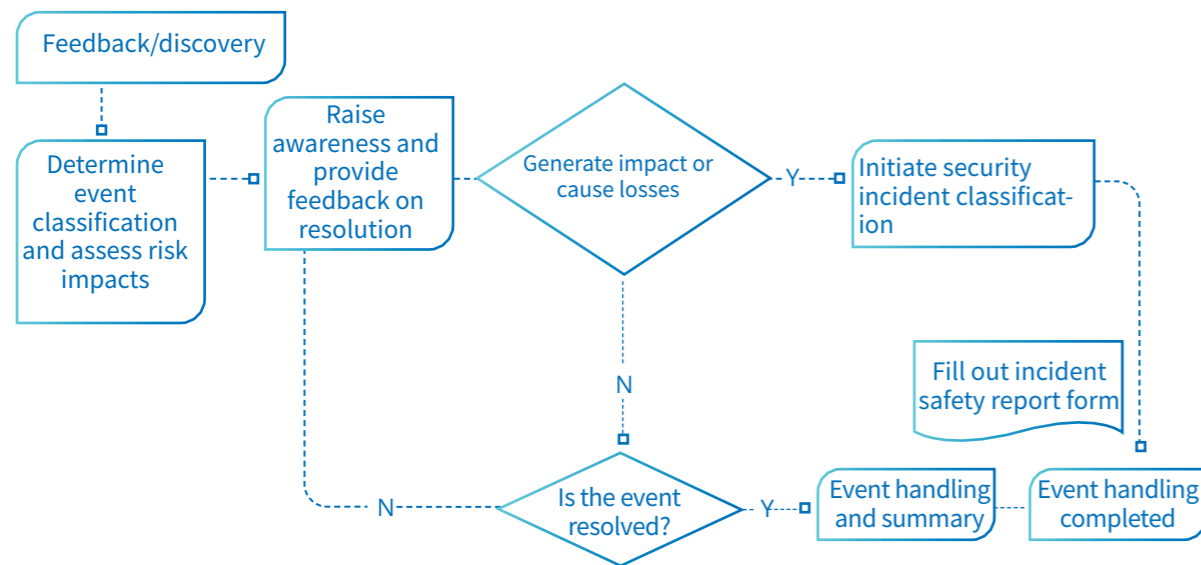 Feedback/discovery
Determine
event
classification
and assess risk
impacts
Raise
awareness and
provide
feedback on
resolution
Generate impact or
cause losses
Y
Initiate security
incident classificat-
ion
N
Fill out incident
safety report form
Is the event
resolved?
N
Y
Event handling
and summary
Event handling
completed